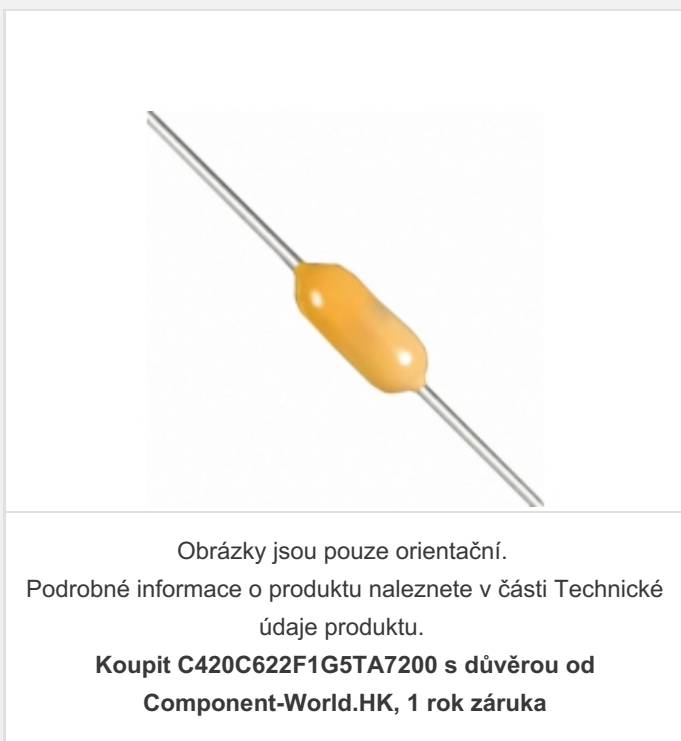 Obrázky jsou pouze orientační.
Podrobné informace o produktu naleznete v části Technické
údaje produktu.
Koupit C420C622F1G5TA7200 s důvěrou od
Component-World.HK, 1 rok záruka